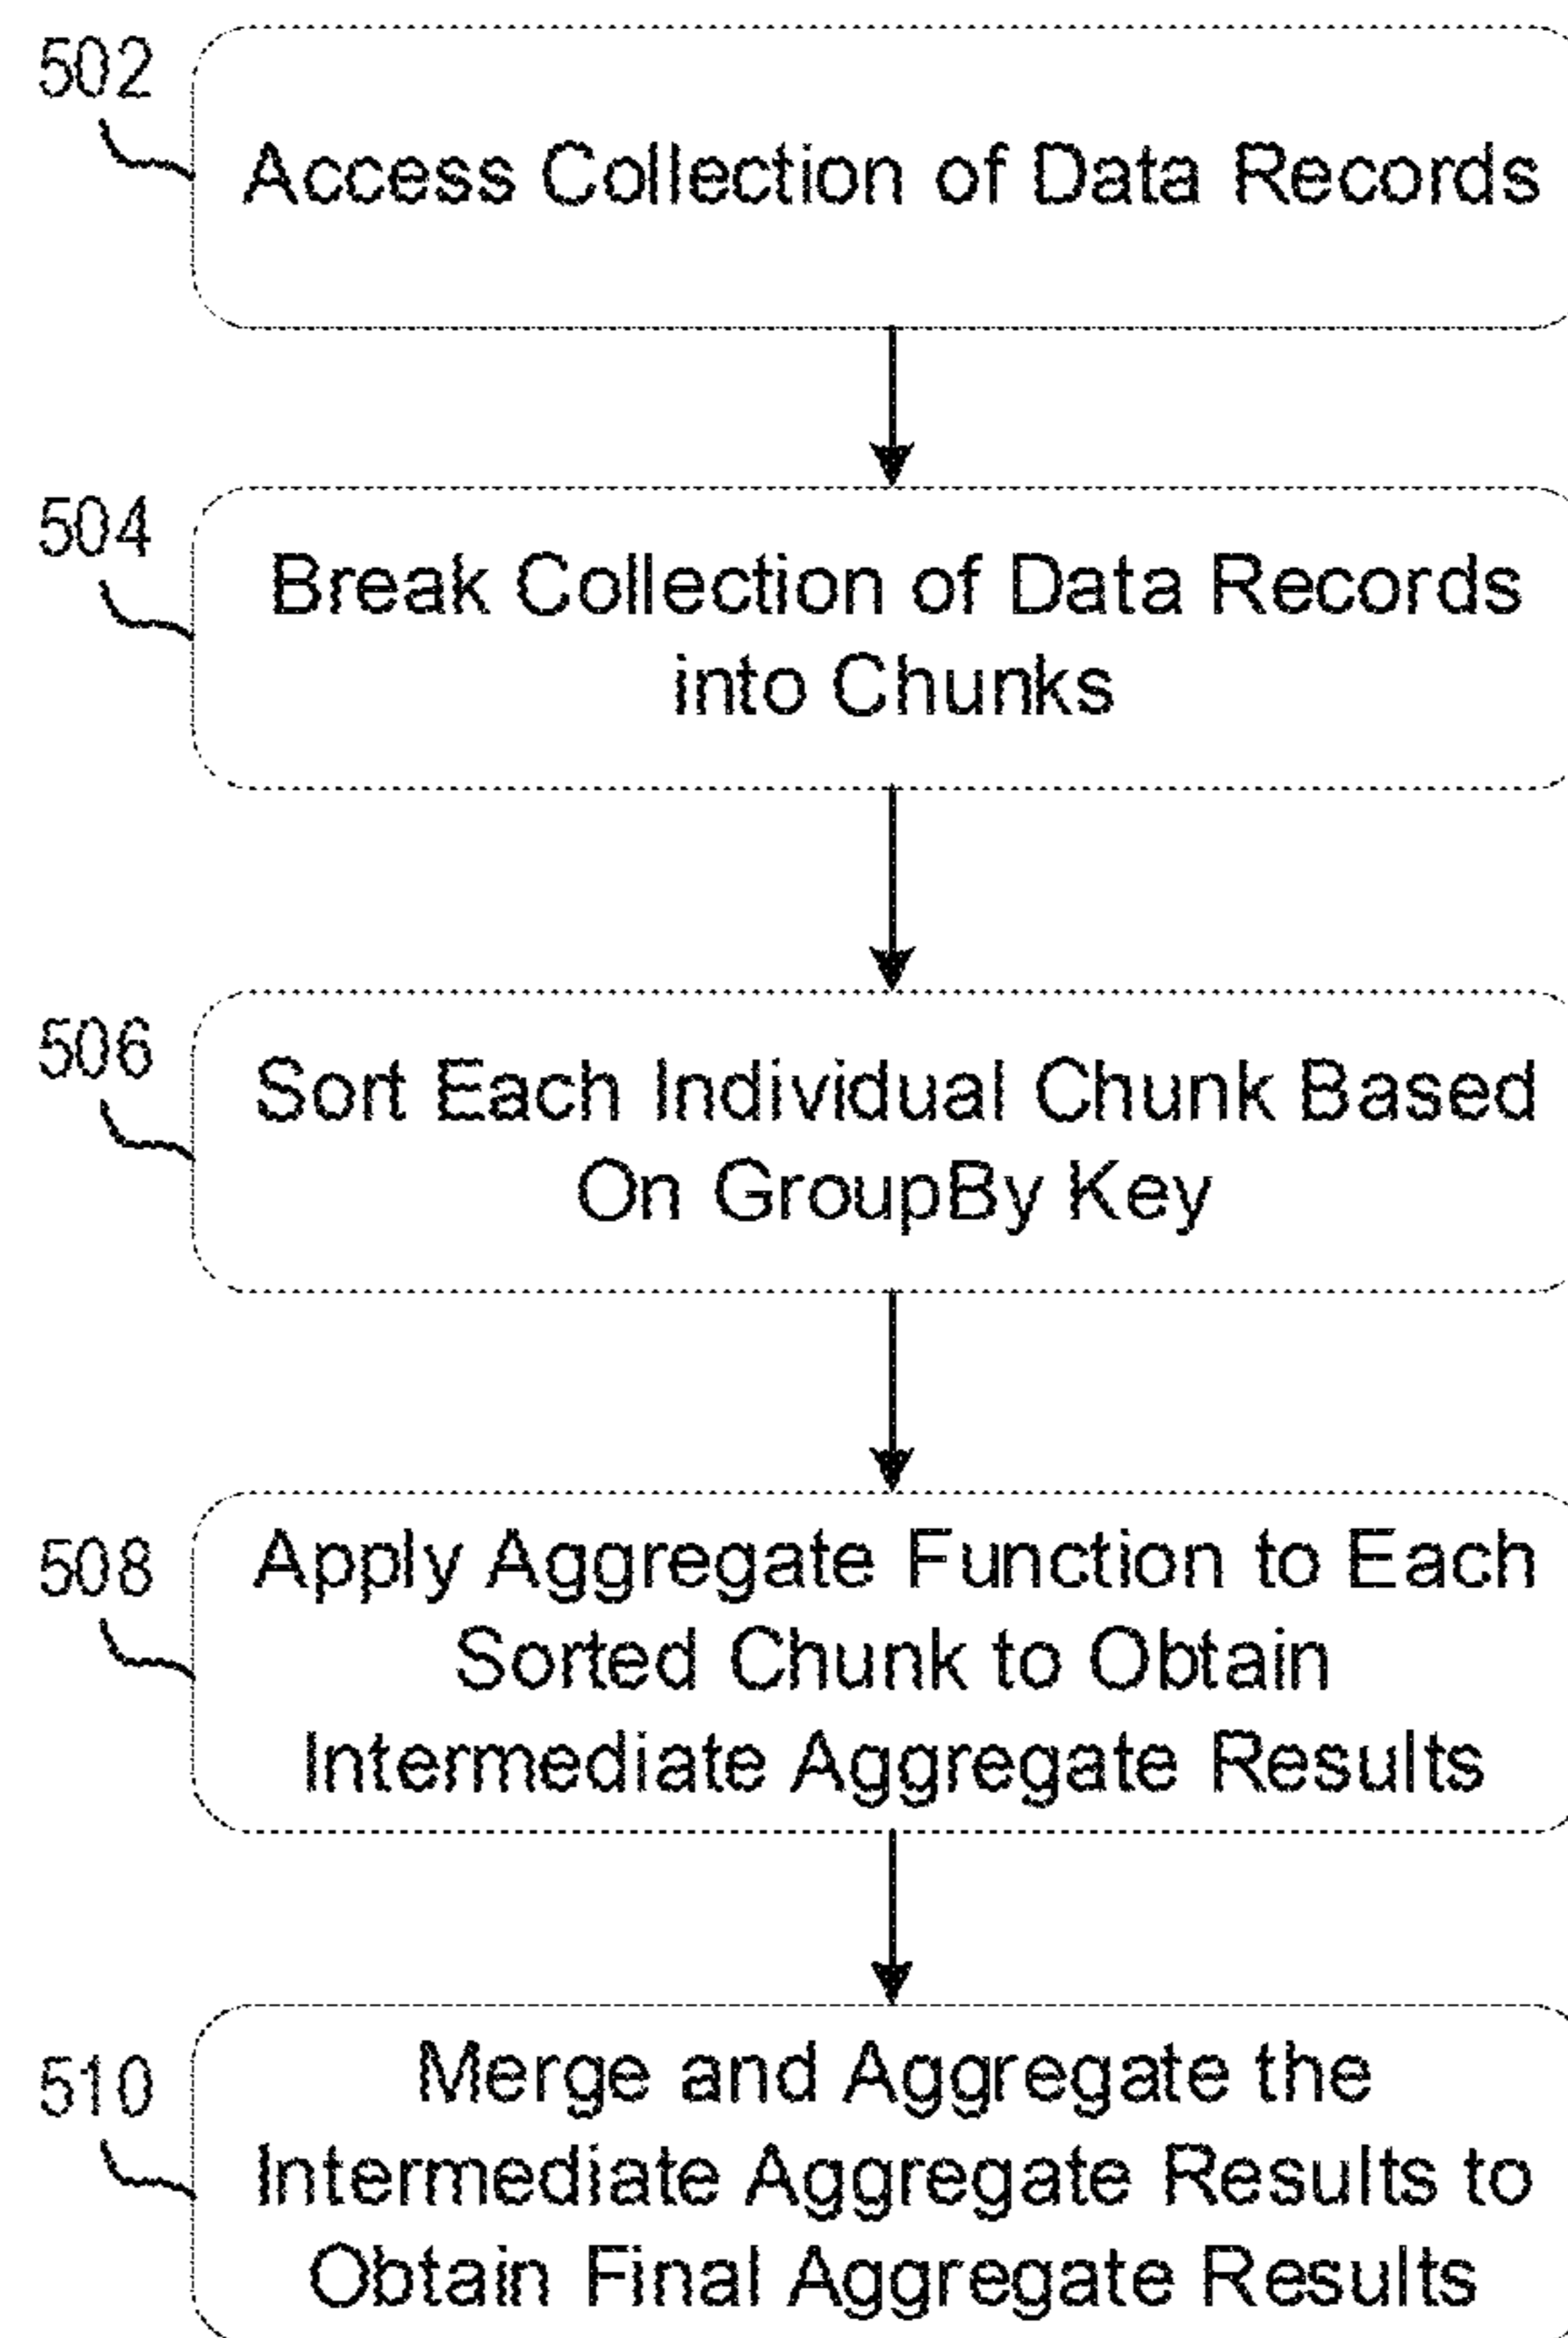 502
Access Collection of Data Records
504
Break Collection of Data Records
into Chunks
506
Sort Each Individual Chunk Based
On GroupBy Key
508
Apply Aggregate Function to Each
Sorted Chunk to Obtain
Intermediate Aggregate Results
510
Merge and Aggregate the
Intermediate Aggregate Results to
Obtain Final Aggregate Results